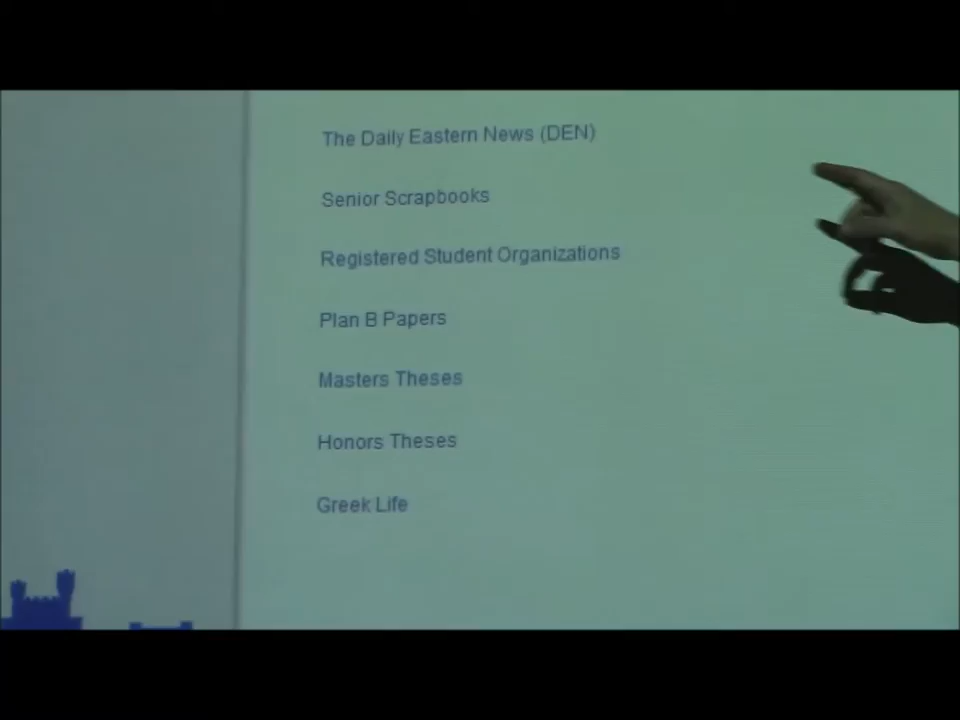 The Daily Eastern News (DEN)
Senior Scrapbooks
Registered Student Organizations
Plan B Papers
Masters Theses
Honors Theses
Greek Life